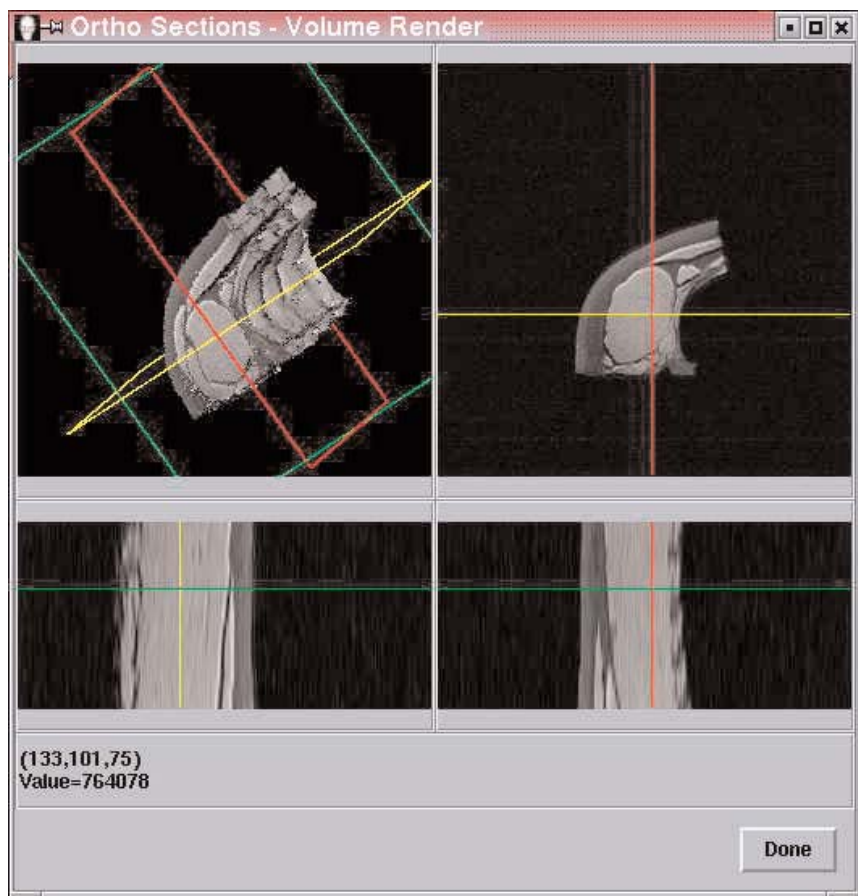 Ortho Sections - Volume Render
(133,101,75)
Value=764078
Done